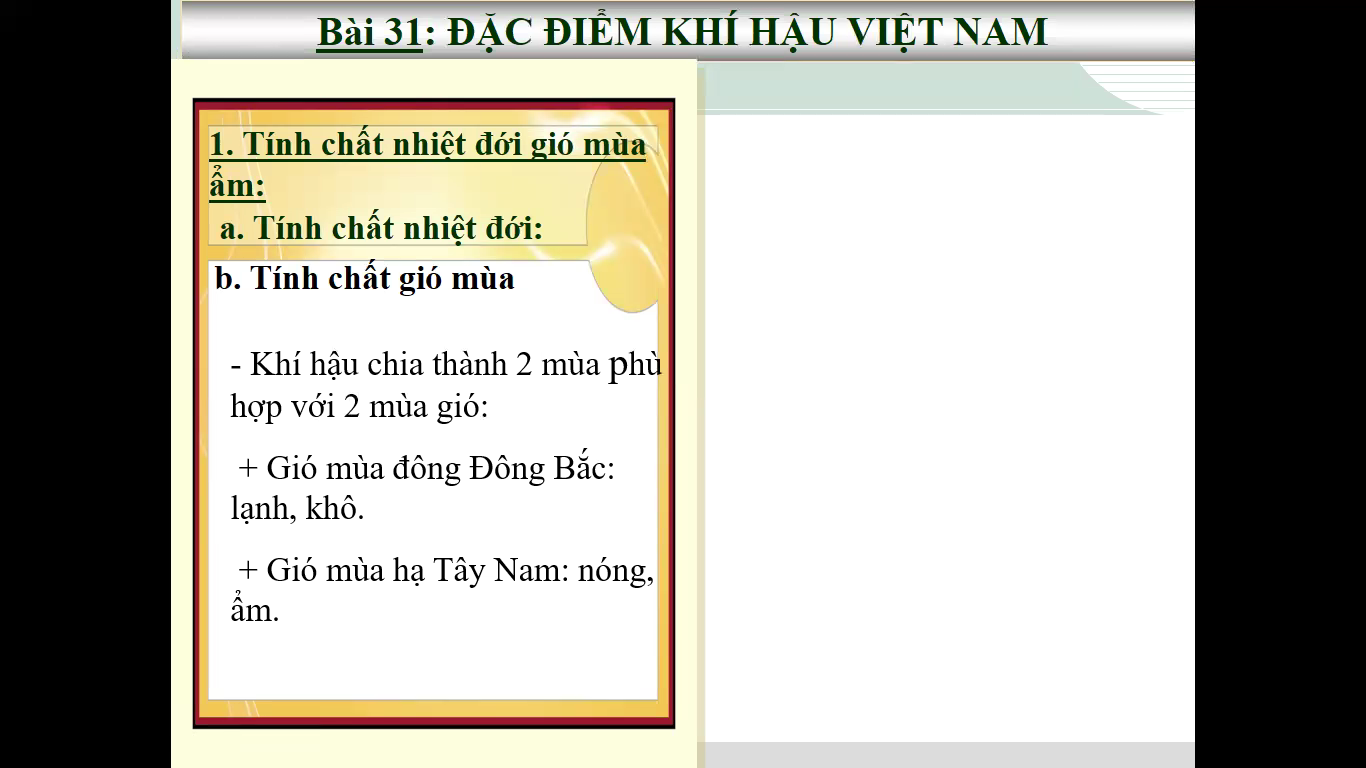 Bài 31: ĐẶC ĐIỂM KHÍ HẬU VIỆT NAM
1. Tính chất nhiệt đới gió mùa
ẩm:
a. Tính chất nhiệt đới:
b. Tính chất gió mùa
- Khí hậu chia thành 2 mùa phù
hợp với 2 mùa gió:
+ Gió mùa đông Đông Bắc:
lạnh, khô.
+ Gió mùa hạ Tây Nam: nóng,
ẩm.